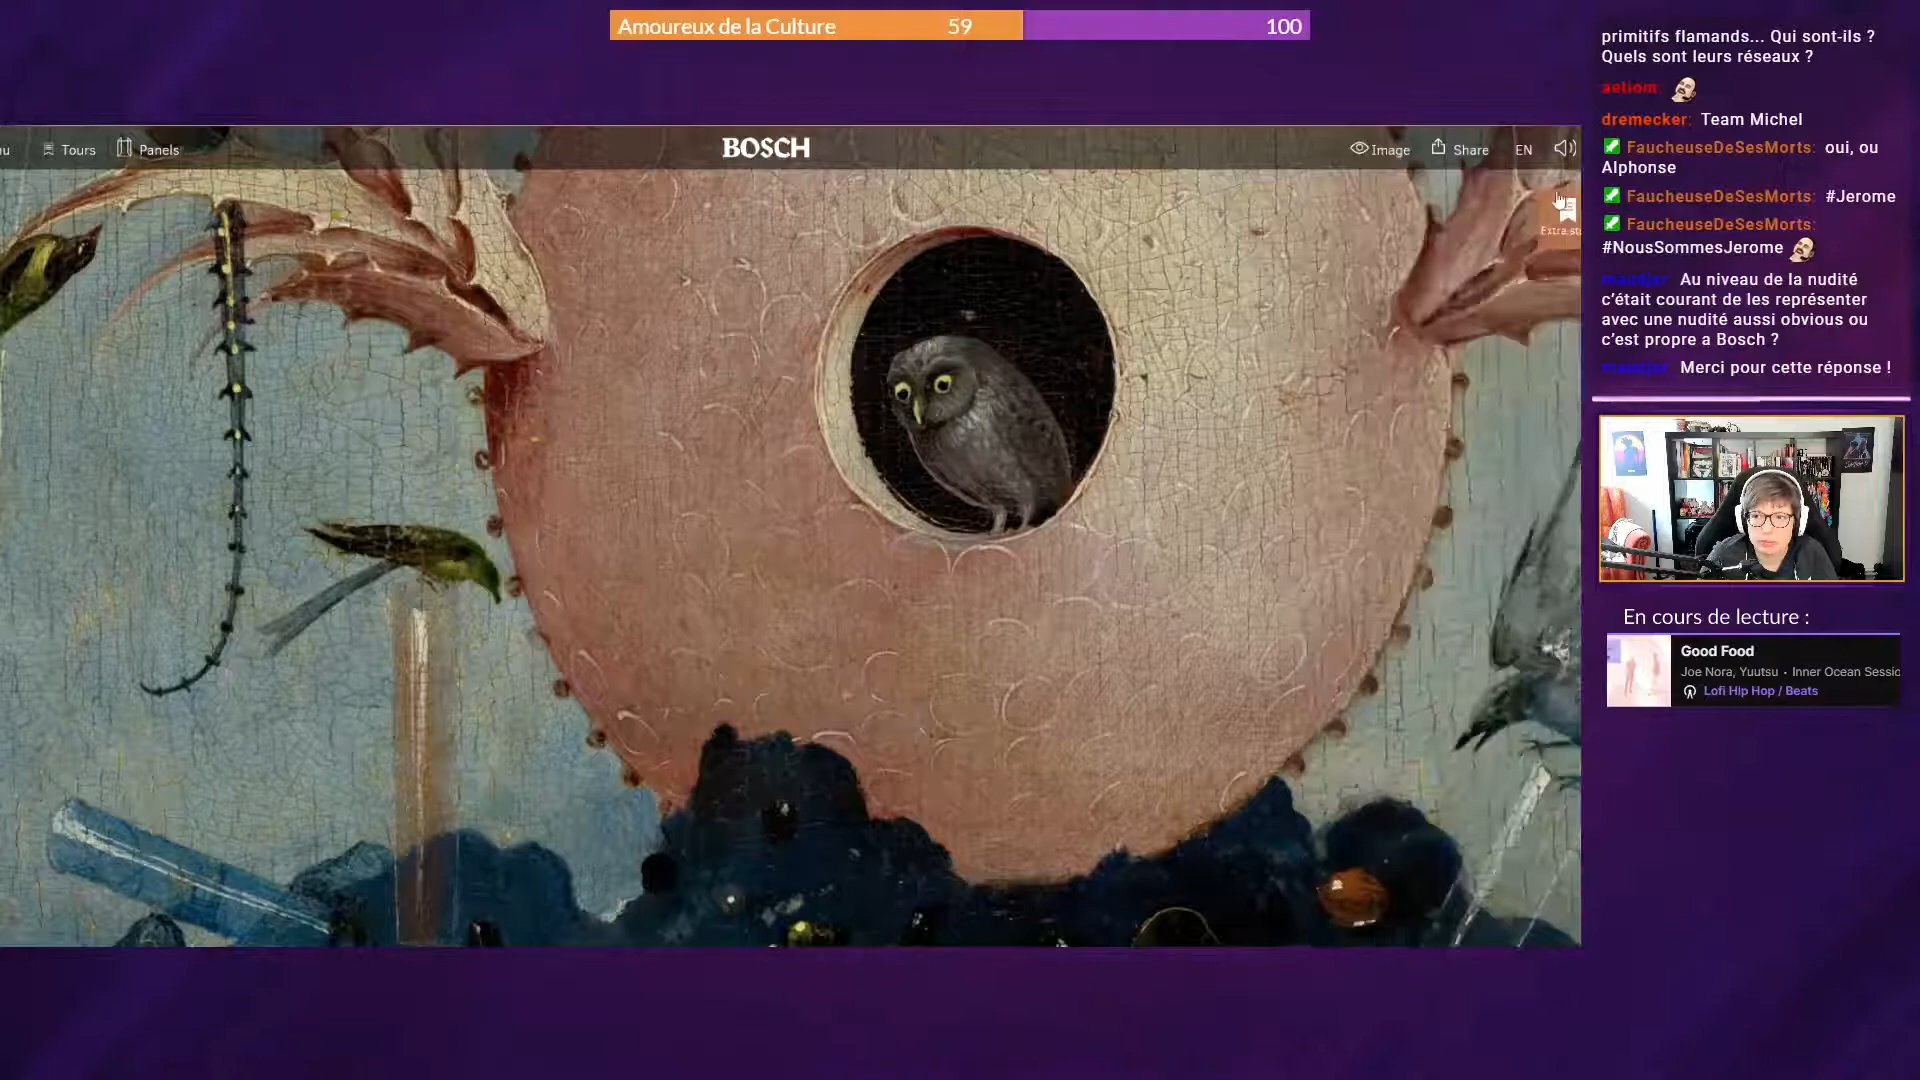 Amoureux de la Culture 59 100
Tours
Panels
BOSCH
Image
Share
EN
primitifs flamands... Qui sont-ils ?
Quels sont leurs réseaux ?
aetiom:
dremecker: Team Michel
FaucheuseDeSesMorts: oui, ou
Alphonse
FaucheuseDeSesMorts: #Jerome
FaucheuseDeSesMorts:
#NousSommesJerome
Au niveau de la nudité
c'était courant de les représenter
avec une nudité aussi obvious ou
c'est propre a Bosch ?
Merci pour cette réponse !
En cours de lecture :
Good Food
Joe Nora, Yuutsu • Inner Ocean Sessio
Lofi Hip Hop / Beats